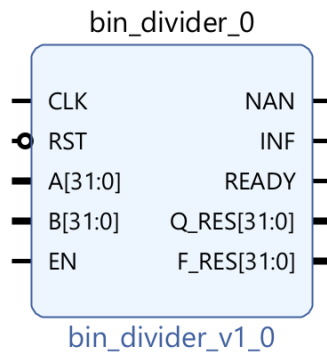 bin_divider_0
CLK NAN
RST INF
A[31:0] READY
B[31:0] Q_RES[31:0]
EN F_RES[31:0]
bin_divider_v1_0